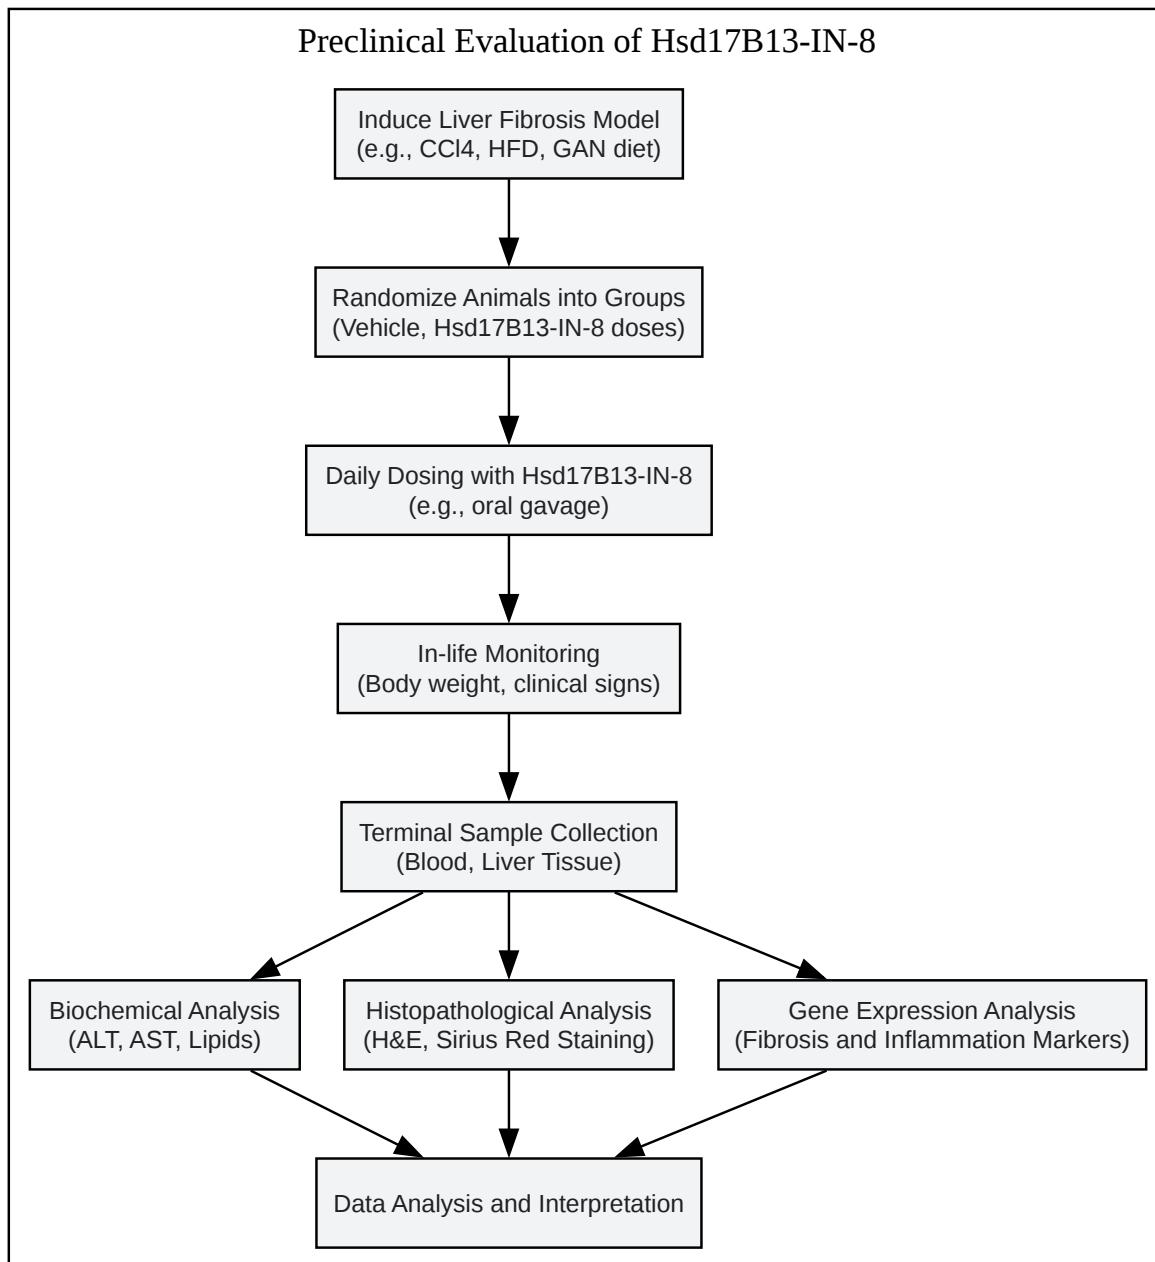 Preclinical Evaluation of Hsd17B13-IN-8
Induce Liver Fibrosis Model
(e.g., CCl4, HFD, GAN diet)
Randomize Animals into Groups
(Vehicle, Hsd17B13-IN-8 doses)
Daily Dosing with Hsd17B13-IN-8
(e.g., oral gavage)
In-life Monitoring
(Body weight, clinical signs)
Terminal Sample Collection
(Blood, Liver Tissue)
Biochemical Analysis
(ALT, AST, Lipids)
Histopathological Analysis
(H&E, Sirius Red Staining)
Gene Expression Analysis
(Fibrosis and Inflammation Markers)
Data Analysis and Interpretation